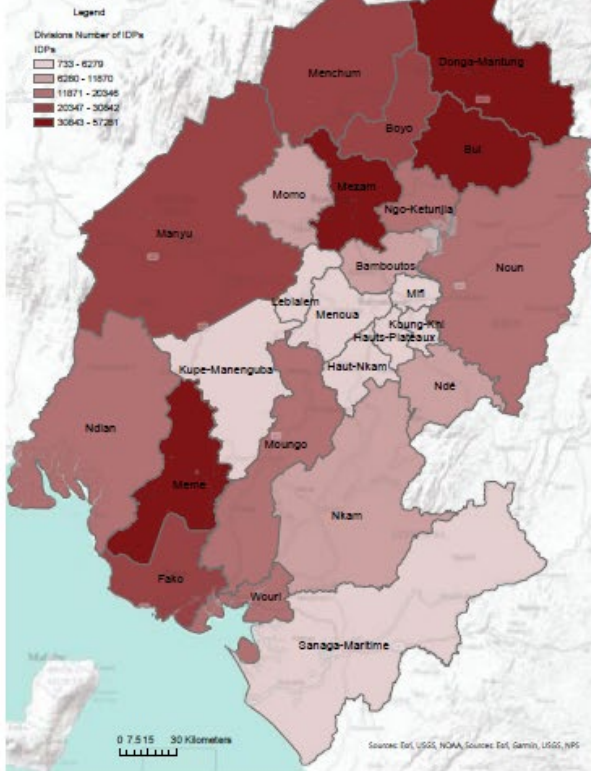 Legend
Divisions Number of IDPs
IDPs
733 - 6279
6280 - 11870
11871 - 20346
20347 - 30842
30843 - 57281
Donga-Mantung
Menchum
Boyo
Bui
Mezam
Momo
Ngo-Ketunjia
Manyu
Bamboutos
Noun
Lebialem
Mifi
Menoua
Koung-Khi
Hauts-Plateaux
Haut-Nkam
Kupe-Manenguba
Ndé
Ndian
Moungo
Meme
Nkam
Fako
Wouri
Sanaga-Maritime
0 7.5 15 30 Kilometers
Sources: Esri, USGS, NOAA, Sources: Esri, Garmin, USGS, NPS